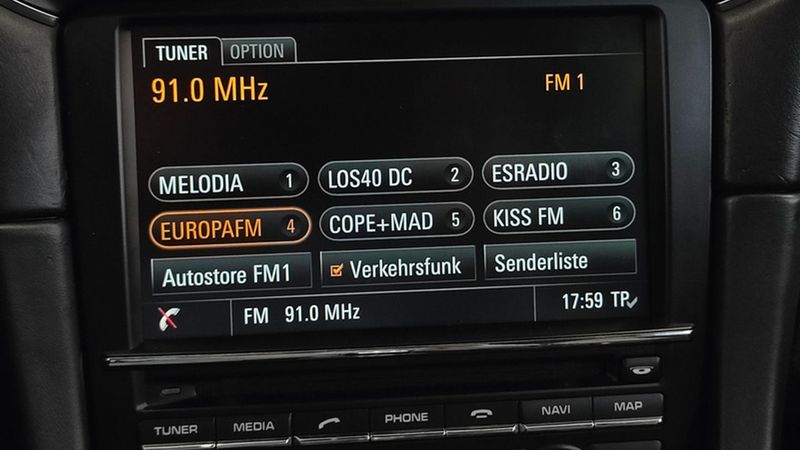 TUNER OPTION
91.0 MHz FM 1
MELODIA 1 LOS40 DC 2 ESRADIO 3
EUROPAFM 4 COPE+MAD 5 KISS FM 6
Autostore FM1 Verkehrsfunk Senderliste
FM 91.0 MHz 17:59 TP
TUNER MEDIA PHONE NAVI MAP